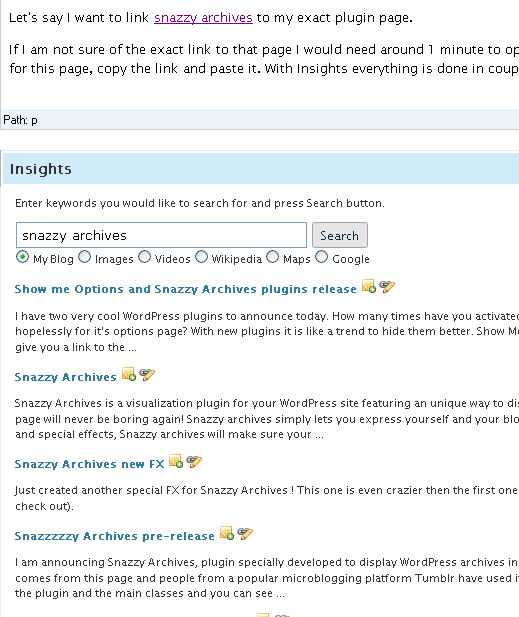 Let's say I want to link snazzy archives to my exact plugin page.
If I am not sure of the exact link to that page I would need around 1 minute to op
for this page, copy the link and paste it. With Insights everything is done in coup
Path: p
Insights
Enter keywords you would like to search for and press Search button.
snazzy archives Search
My Blog Images Videos Wikipedia Maps Google
Show me Options and Snazzy Archives plugins release
I have two very cool WordPress plugins to announce today. How many times have you activated
hopelessly for it's options page? With new plugins it is like a trend to hide them better. Show M
give you a link to the ...
Snazzy Archives
Snazzy Archives is a visualization plugin for your WordPress site featuring an unique way to dis
page will never be boring again! Snazzy archives simply lets you express yourself and your blo
and special effects, Snazzy archives will make sure your ...
Snazzy Archives new FX
Just created another special FX for Snazzy Archives ! This one is even crazier then the first one
check out).
Snazzzzzy Archives pre-release
I am announcing Snazzy Archives, plugin specially developed to display WordPress archives in
comes from this page and people from a popular microblogging platform Tumblr have used i
the plugin and the main classes and you can see ...